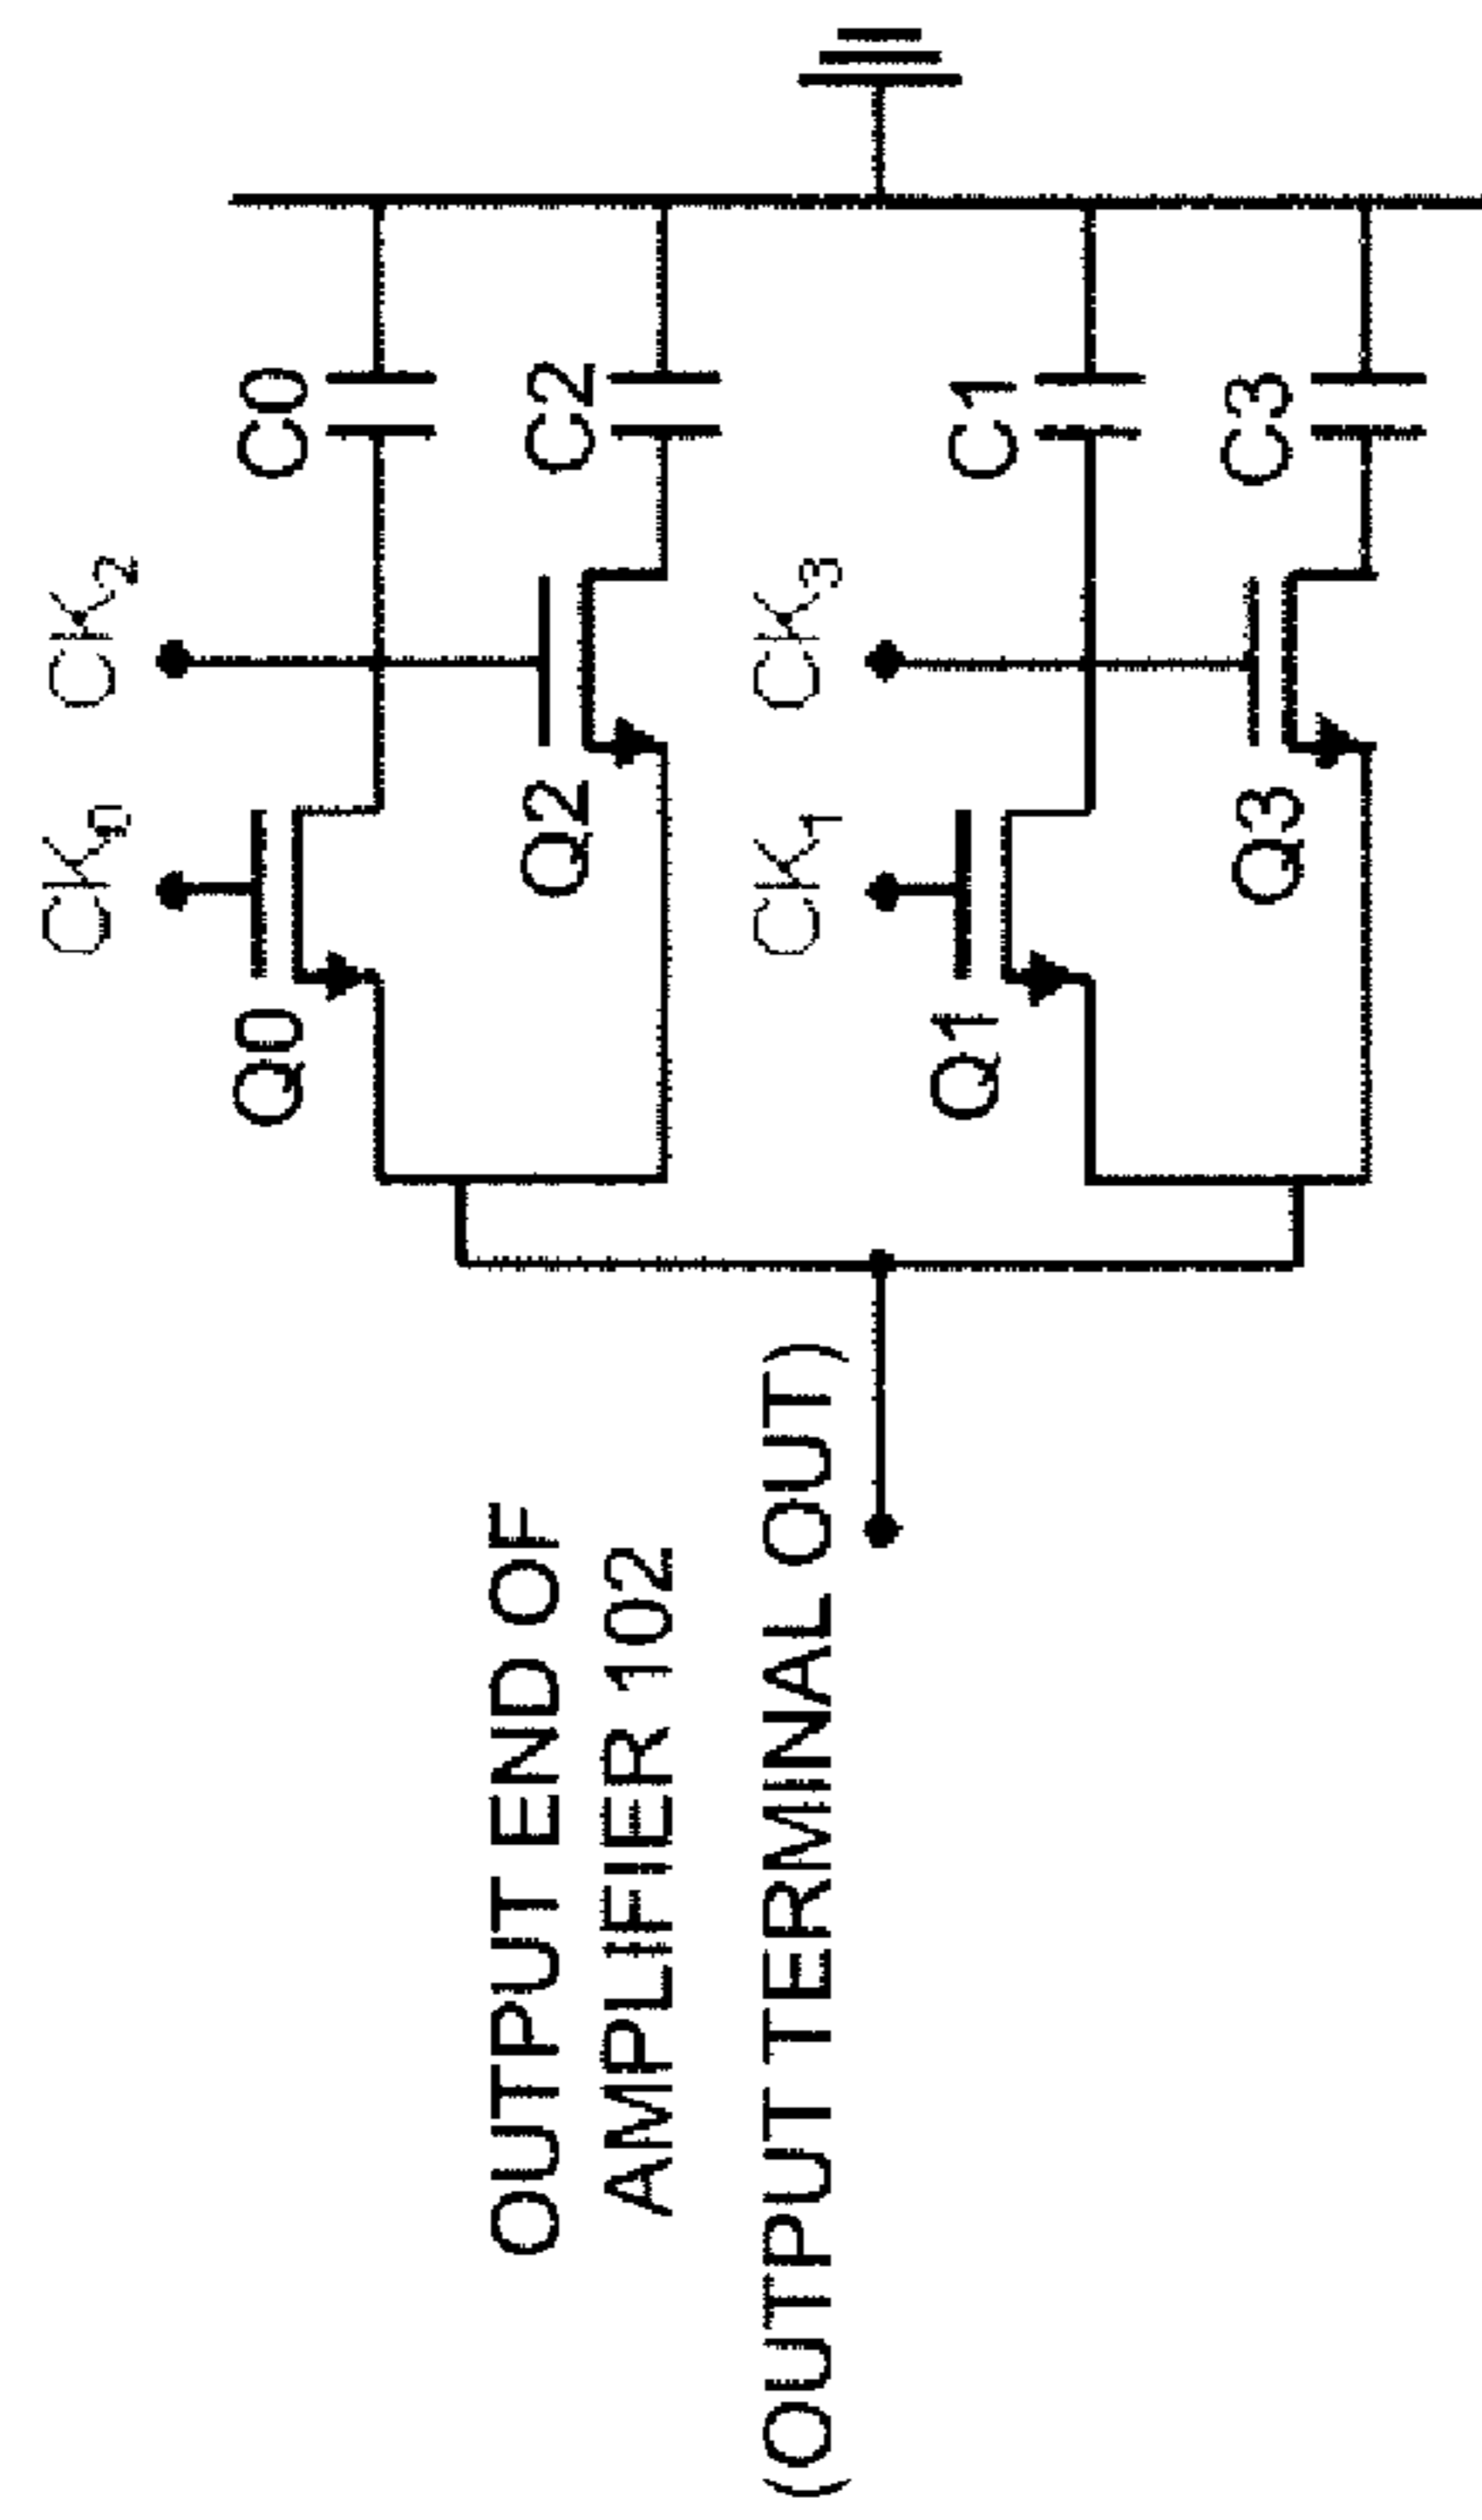 CK0
CK2
Q0
C0
Q2
C2
OUTPUT END OF
AMPLIFIER 102
CK1
CK3
(OUTPUT TERMINAL OUT)
Q1
C1
Q3
C3